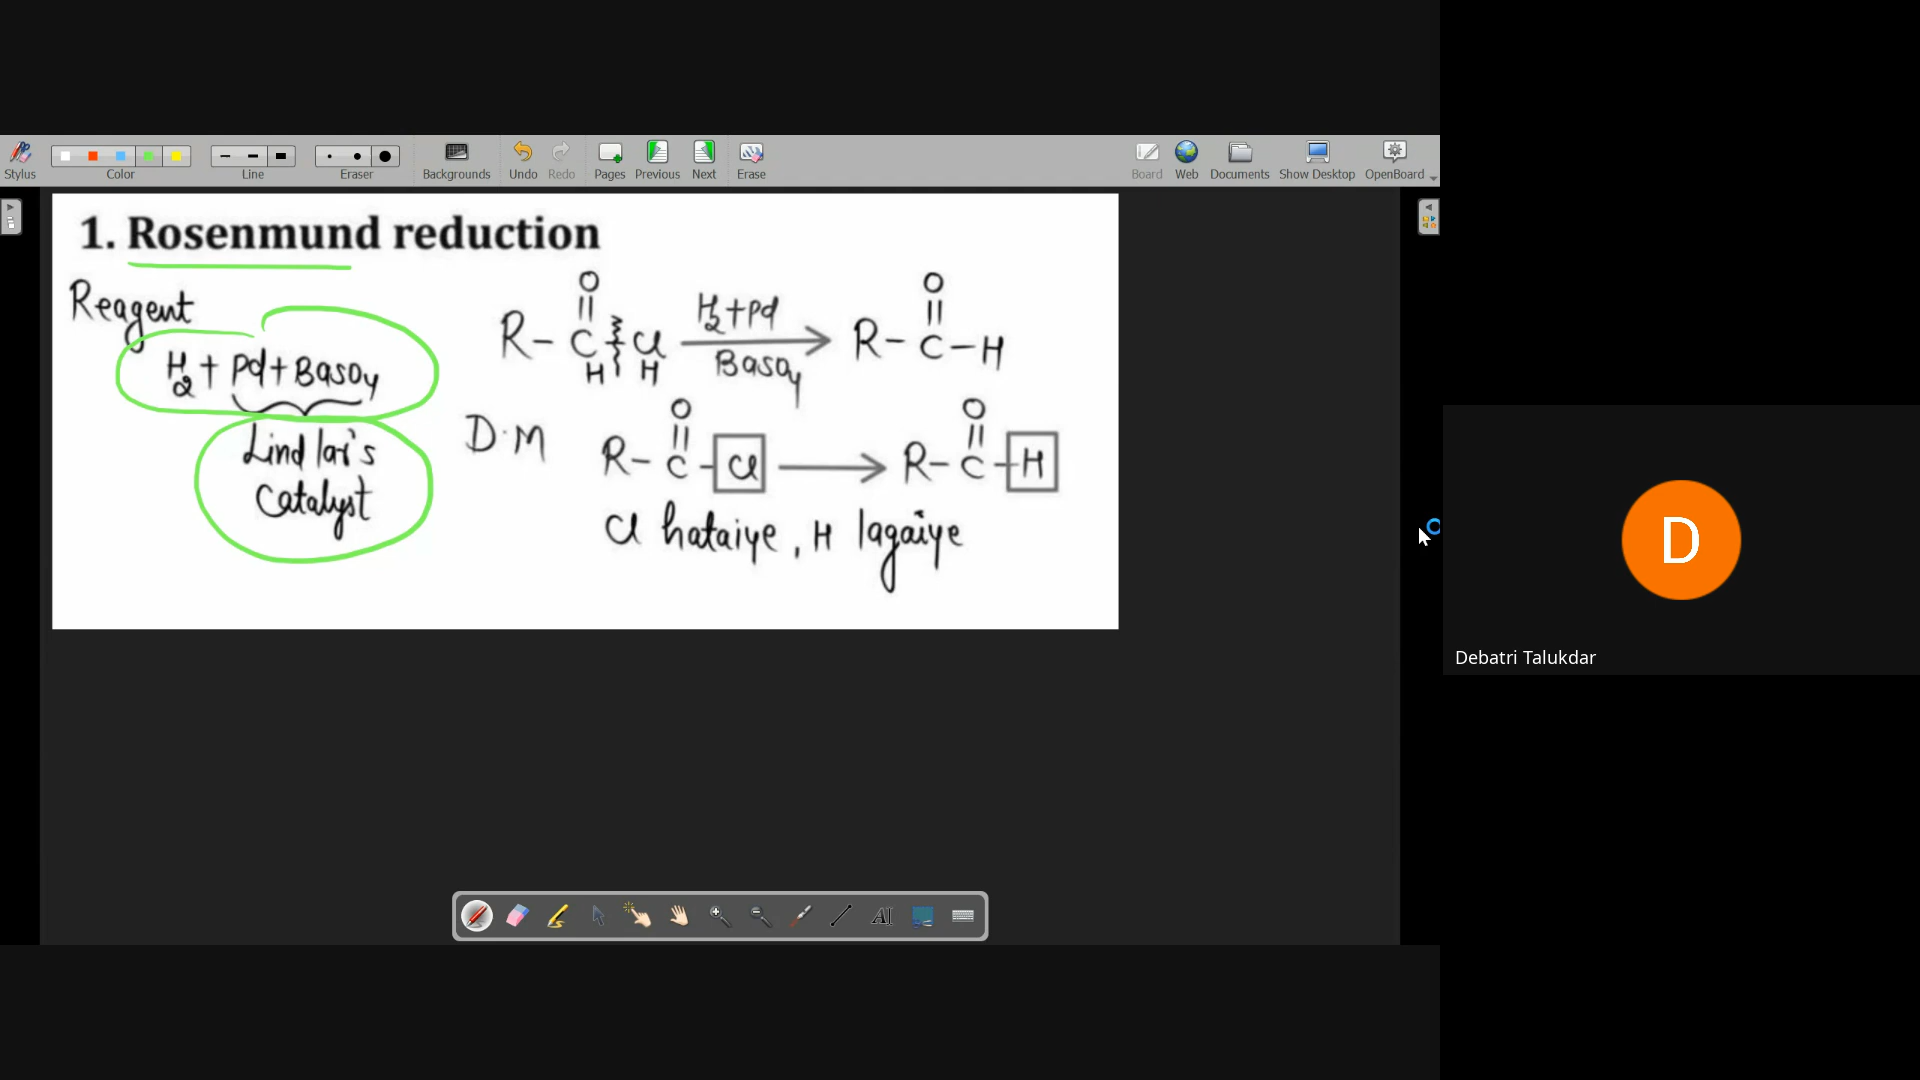 Stylus
Color
Line
Eraser
Backgrounds
Undo
Redo
Pages
Previous
Next
Erase
Board
Web
Documents
Show Desktop
OpenBoard
1. Rosenmund reduction
Reagent
H2 + Pd + BaSO4
Lindlar's
Catalyst
O
R-C Cl
H H
H2+Pd
BaSO4
O
R-C-H
D.M
O
R-C-Cl
O
R-C-H
Cl hataiye, H lagaiye
D
Debatri Talukdar
AI